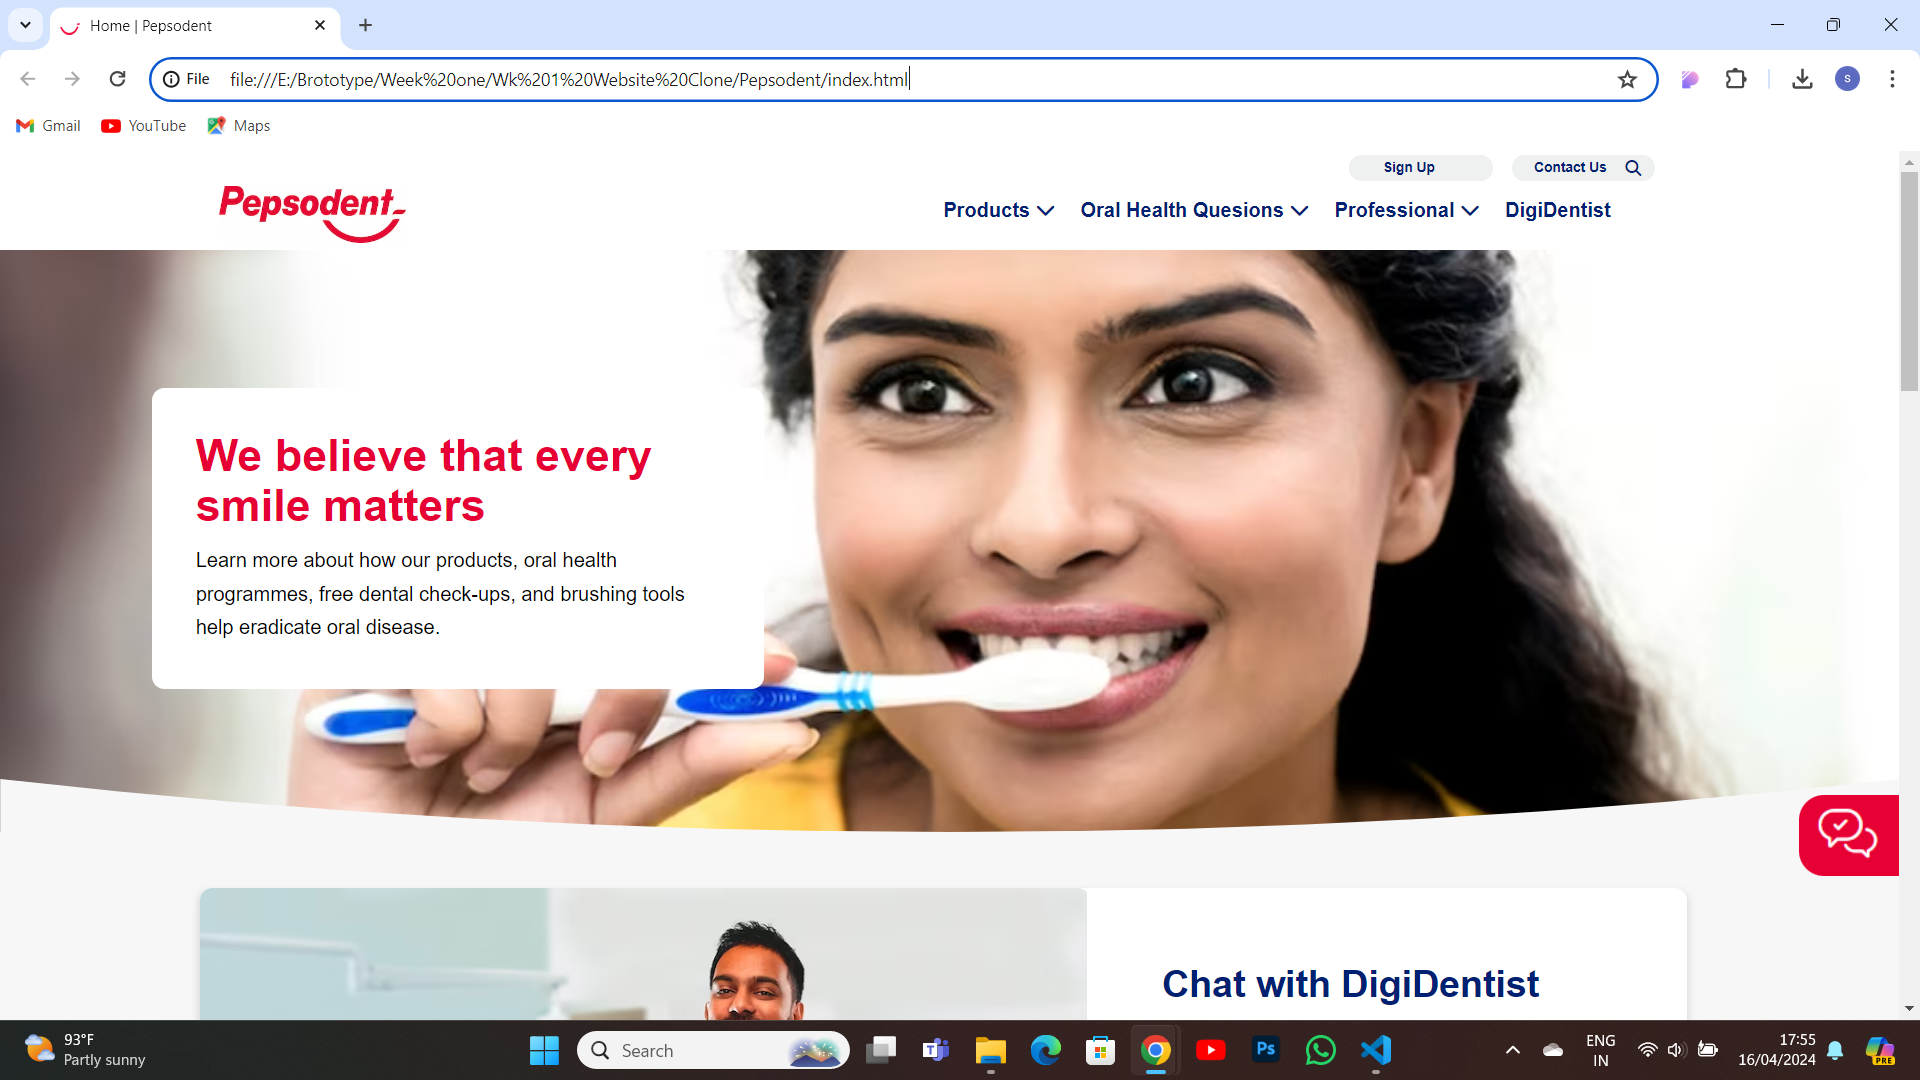 Home | Pepsodent
File
file:///E:/Brototype/Week%20one/Wk%201%20Website%20Clone/Pepsodent/index.html
S
Gmail
YouTube
Maps
Sign Up
Contact Us
Pepsodent
Products
Oral Health Quesions
Professional
DigiDentist
We believe that every
smile matters
Learn more about how our products, oral health
programmes, free dental check-ups, and brushing tools
help eradicate oral disease.
Chat with DigiDentist
93°F
Partly sunny
Search
T
Ps
ENG
IN
17:55
16/04/2024
PRE